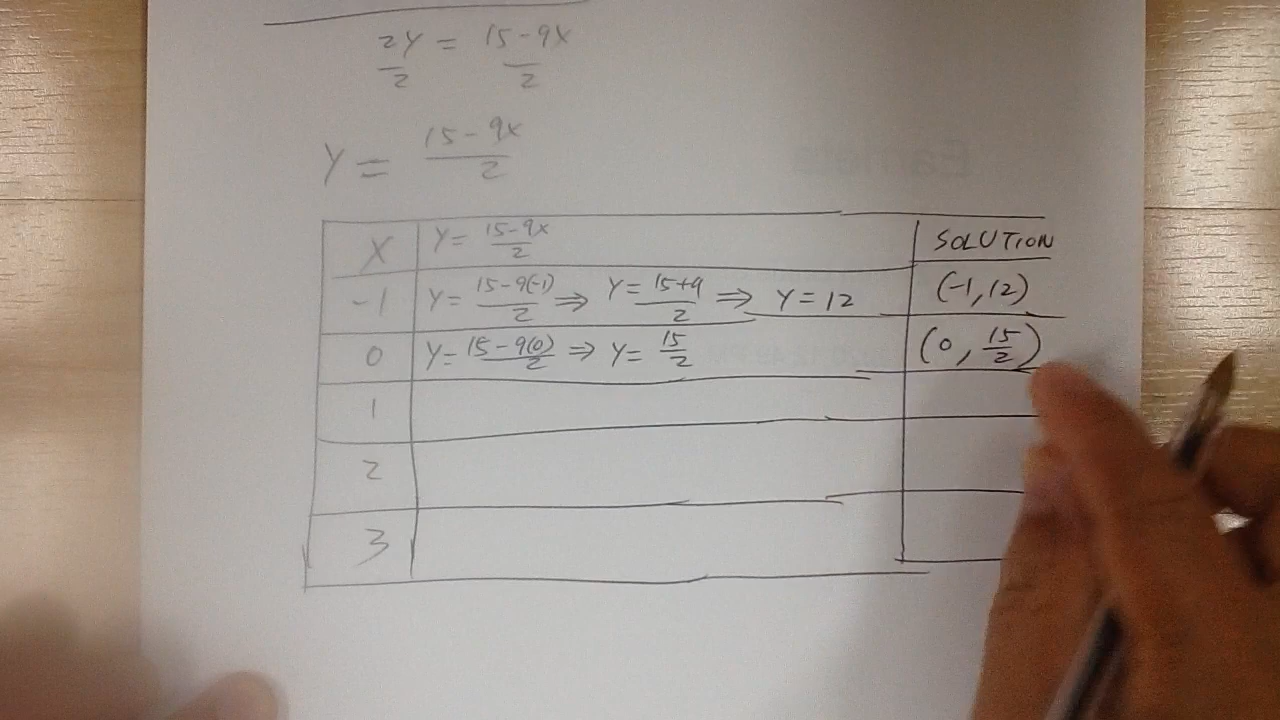 2Y = 15-9X
2 2
Y = 15-9X
2
X Y = 15-9X SOLUTION
2
-1 Y = 15-9(-1) ⇒ Y = 15+9 ⇒ Y = 12 (-1, 12)
2 2
0 Y = 15-9(0) ⇒ Y = 15 (0, 15/2)
2 2
1
2
3